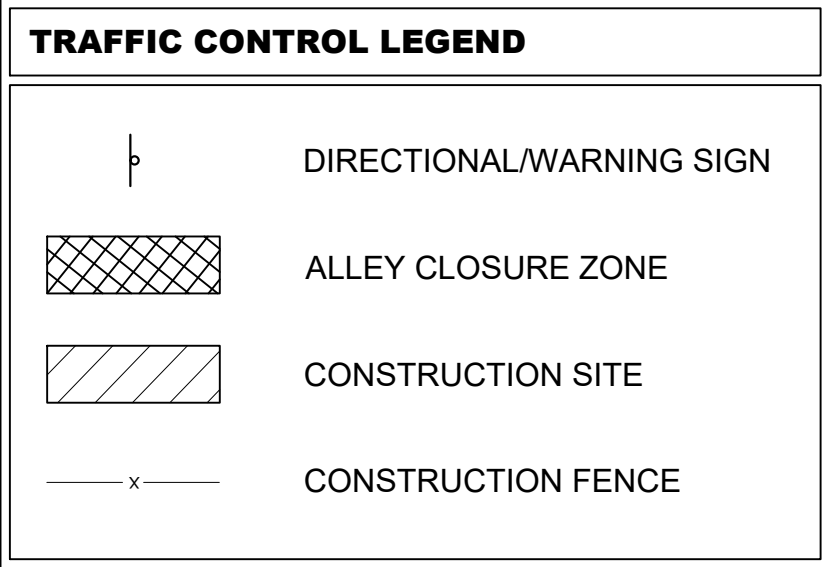 TRAFFIC CONTROL LEGEND
DIRECTIONAL/WARNING SIGN
ALLEY CLOSURE ZONE
CONSTRUCTION SITE
x CONSTRUCTION FENCE